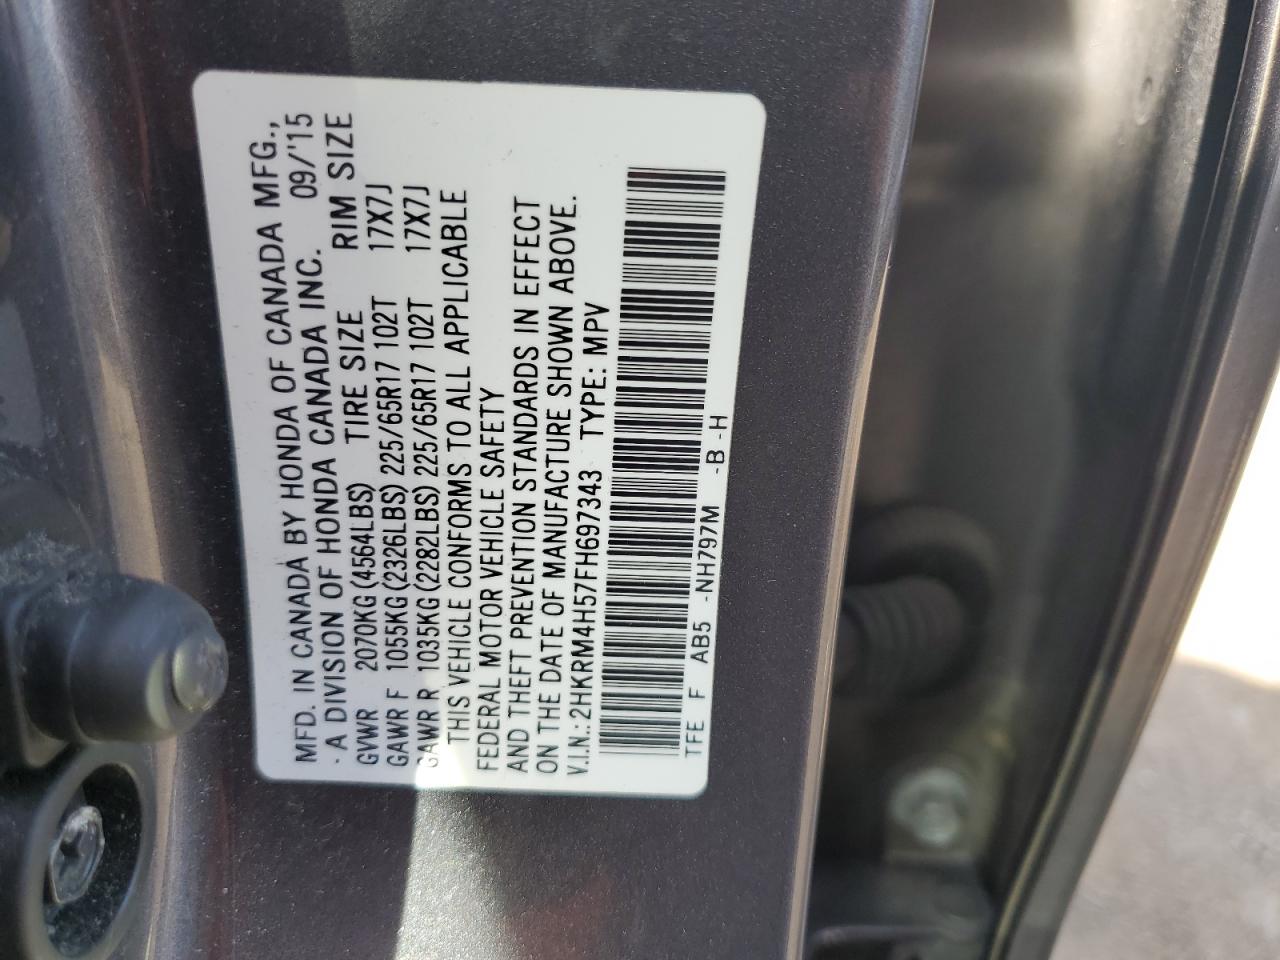 MFD. IN CANADA BY HONDA OF CANADA MFG.,
· A DIVISION OF HONDA CANADA INC. 09/'15
GVWR 2070KG (4564LBS) TIRE SIZE RIM SIZE
GAWR F 1055KG (2326LBS) 225/65R17 102T 17X7J
GAWR R 1035KG (2282LBS) 225/65R17 102T 17X7J
THIS VEHICLE CONFORMS TO ALL APPLICABLE
FEDERAL MOTOR VEHICLE SAFETY
AND THEFT PREVENTION STANDARDS IN EFFECT
ON THE DATE OF MANUFACTURE SHOWN ABOVE.
V.I.N.: 2HKRM4H57FH697343 TYPE: MPV
TFE F AB5 -NH797M -B -H